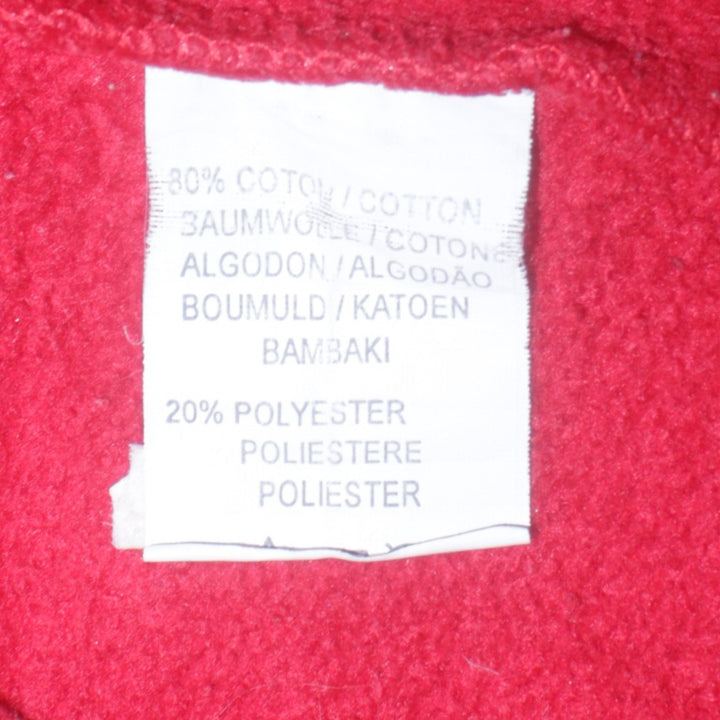 80% COTON / COTTON
BAUMWOLLE / COTONE
ALGODON / ALGODÃO
BOUMULD / KATOEN
BAMBAKI
20% POLYESTER
POLIESTERE
POLIESTER